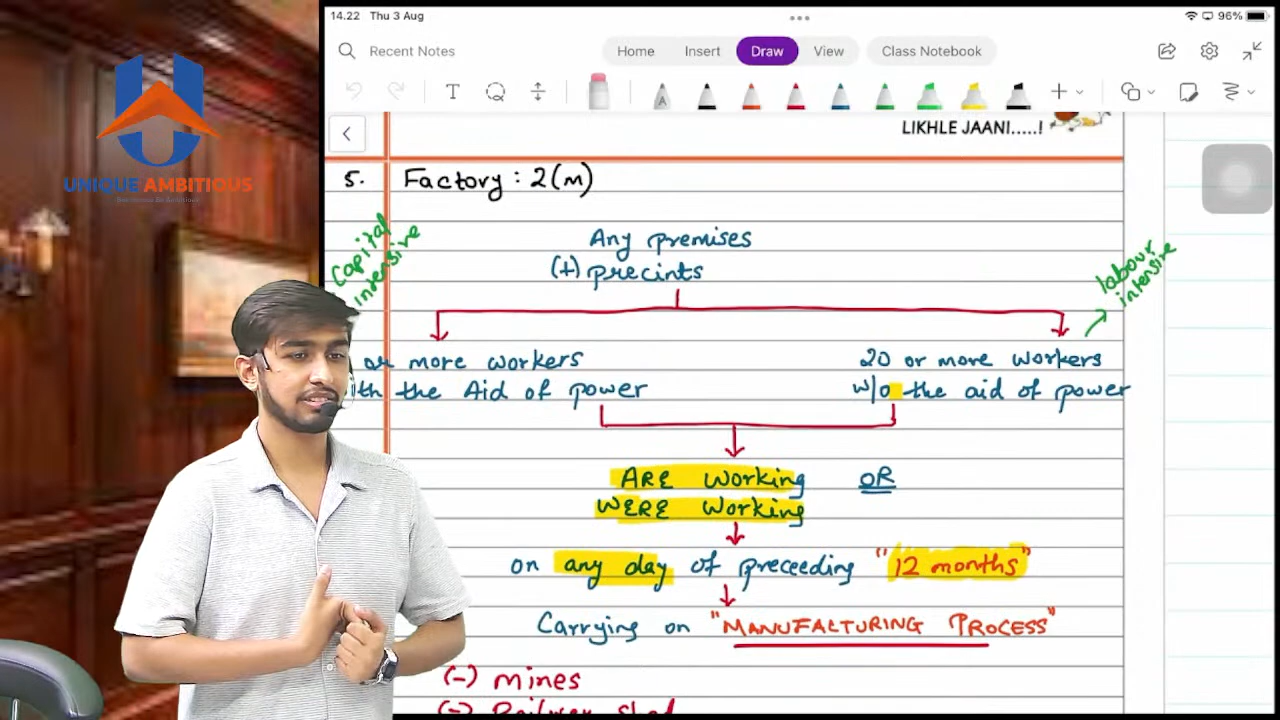 14.22 Thu 3 Aug
96%
Recent Notes
Home Insert Draw View Class Notebook
T
A
LIKHLE JAANI.....!
UNIQUE AMBITIOUS
5. Factory : 2(m)
Any premises
(+) precints
Capital
intensive
labour
intensive
or more workers
ith the Aid of power
20 or more workers
w/o the aid of power
ARE working OR
WERE working
on any day of preceeding "12 months"
Carrying on "MANUFACTURING PROCESS"
(-) mines
(-) Railway shed